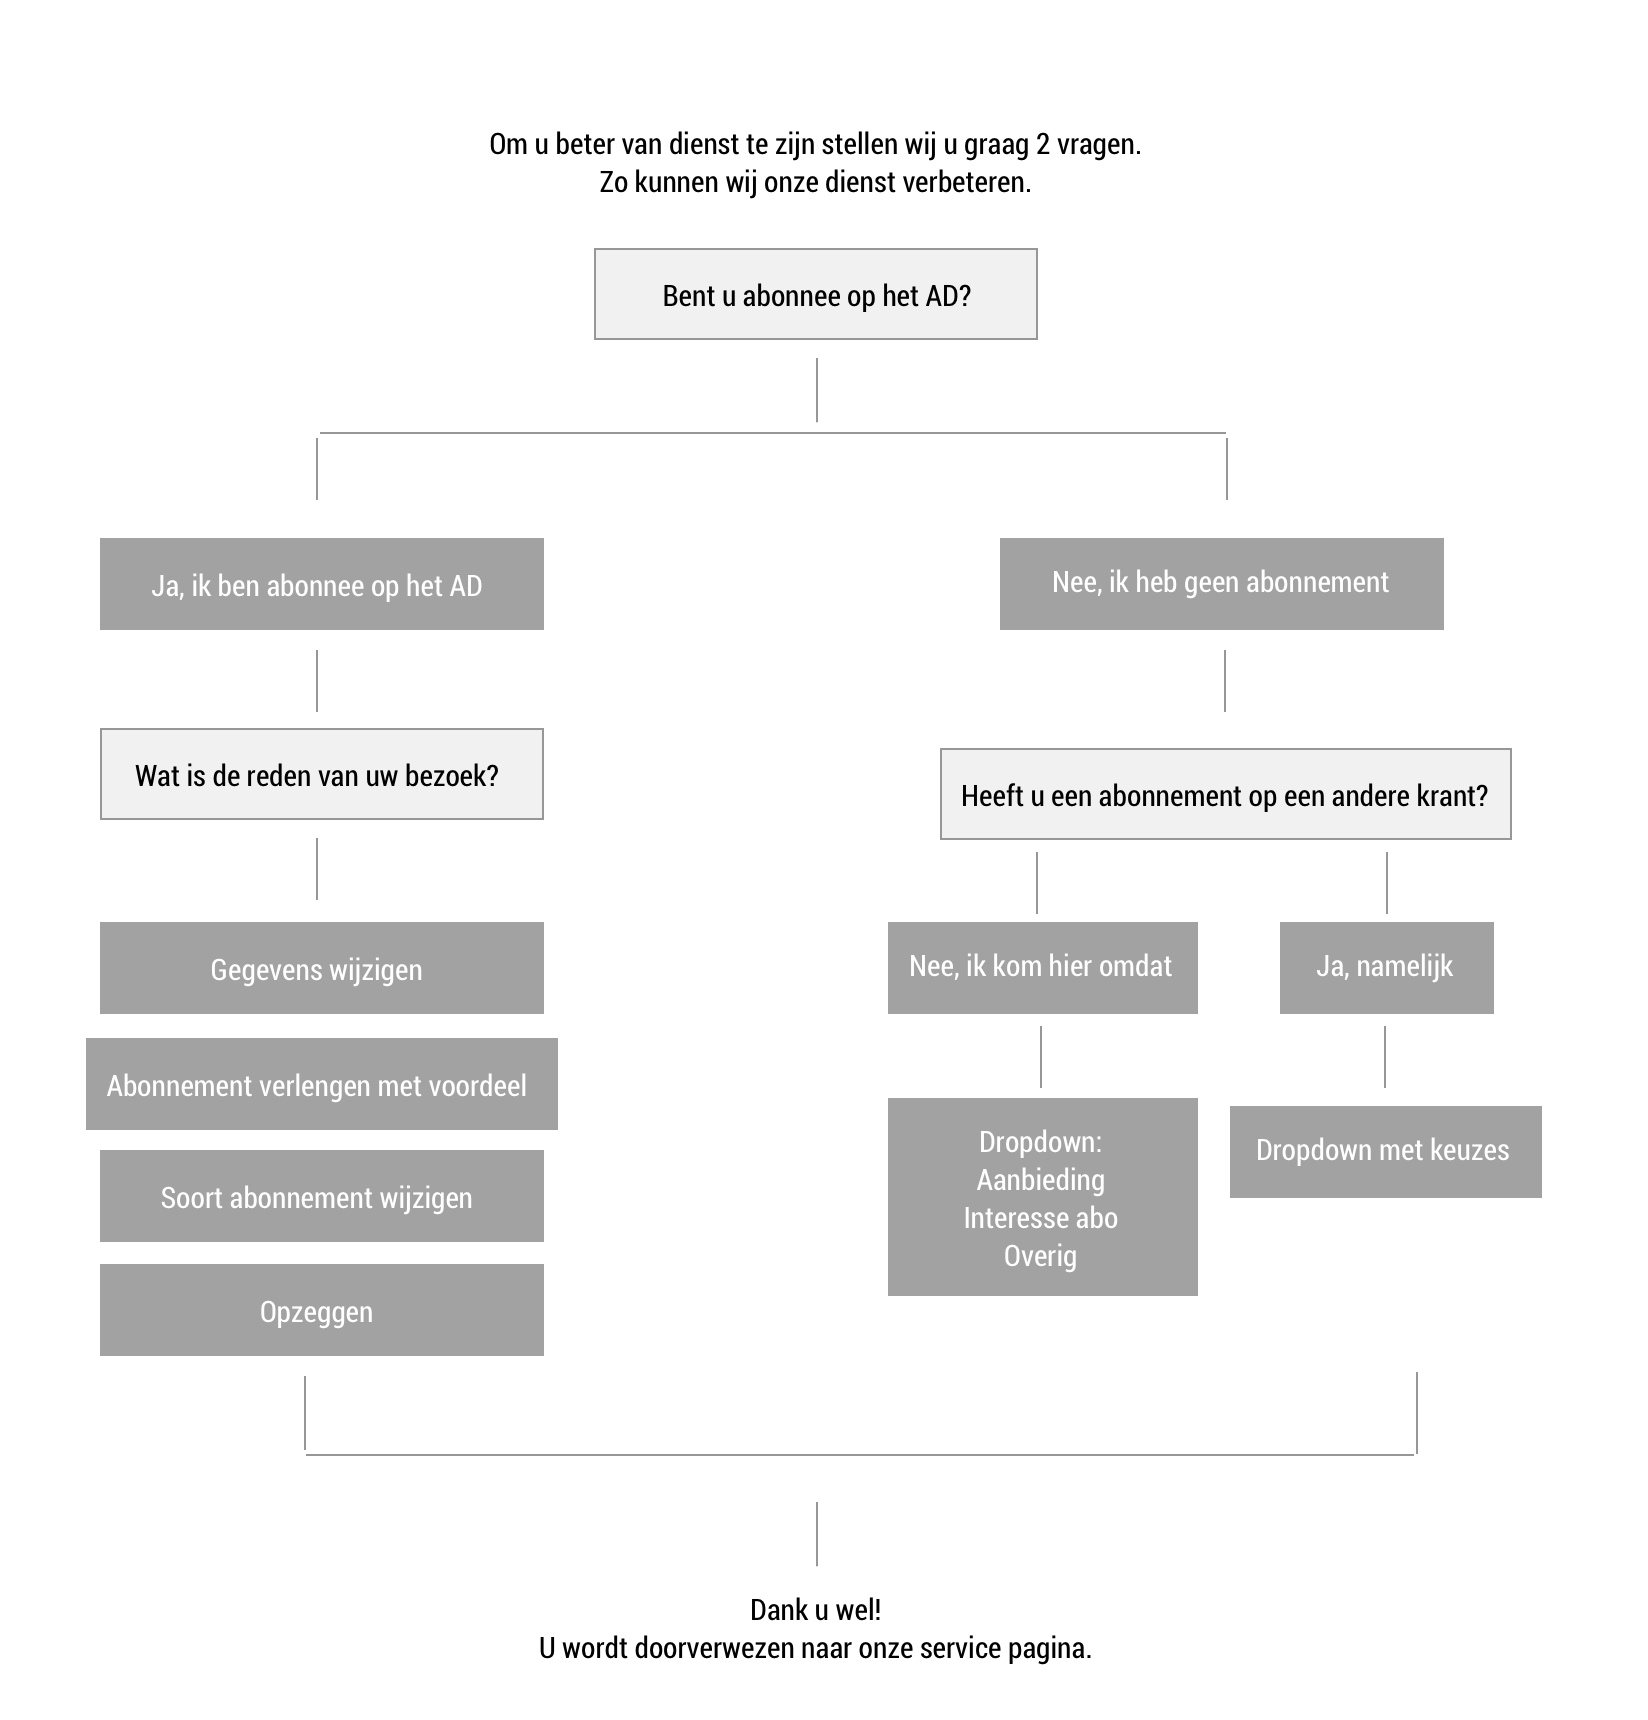 Om u beter van dienst te zijn stellen wij u graag 2 vragen.
Zo kunnen wij onze dienst verbeteren.
Bent u abonnee op het AD?
Ja, ik ben abonnee op het AD
Nee, ik heb geen abonnement
Wat is de reden van uw bezoek?
Heeft u een abonnement op een andere krant?
Gegevens wijzigen
Nee, ik kom hier omdat
Ja, namelijk
Abonnement verlengen met voordeel
Soort abonnement wijzigen
Opzeggen
Dropdown:
Aanbieding
Interesse abo
Overig
Dropdown met keuzes
Dank u wel!
U wordt doorverwezen naar onze service pagina.